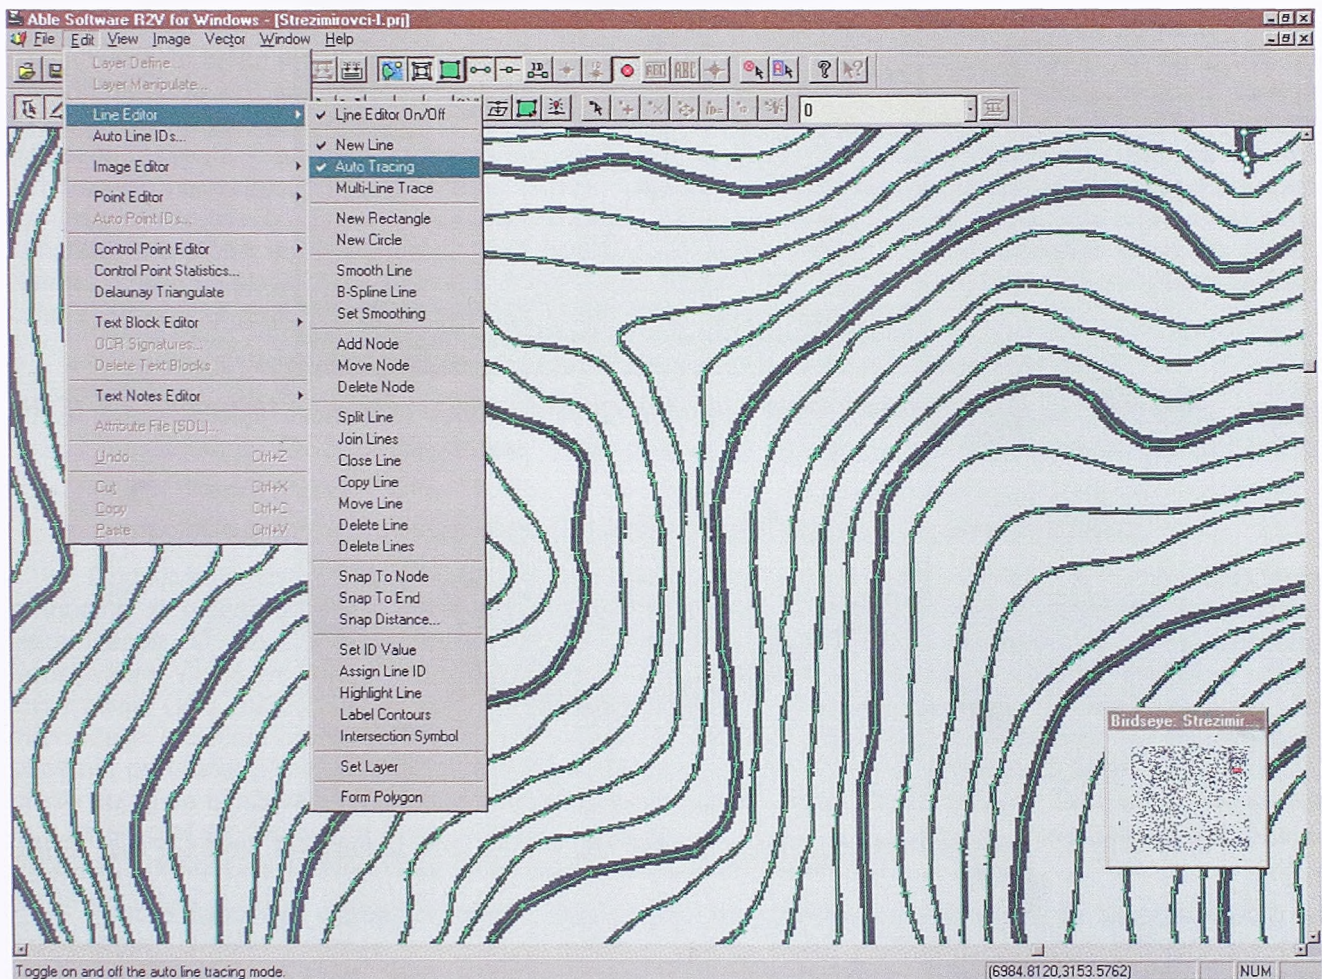 Able Software R2V for Windows - [Strezimirovci-I.prj]
File Edit View Image Vector Window Help
Layer Define...
Layer Manipulate...
Line Editor
Auto Line IDs...
Image Editor
Point Editor
Auto Point IDs...
Control Point Editor
Control Point Statistics...
Delaunay Triangulate
Text Block Editor
OCR Signatures...
Delete Text Blocks
Text Notes Editor
Attribute File (SDL)...
Undo Ctrl+Z
Cut Ctrl+X
Copy Ctrl+C
Paste Ctrl+V
Line Editor On/Off
New Line
Auto Tracing
Multi-Line Trace
New Rectangle
New Circle
Smooth Line
B-Spline Line
Set Smoothing
Add Node
Move Node
Delete Node
Split Line
Join Lines
Close Line
Copy Line
Move Line
Delete Line
Delete Lines
Snap To Node
Snap To End
Snap Distance...
Set ID Value
Assign Line ID
Highlight Line
Label Contours
Intersection Symbol
Set Layer
Form Polygon
0
Birdseye: Strezimir...
Toggle on and off the auto line tracing mode.
(6984.8120,3153.5762)
NUM